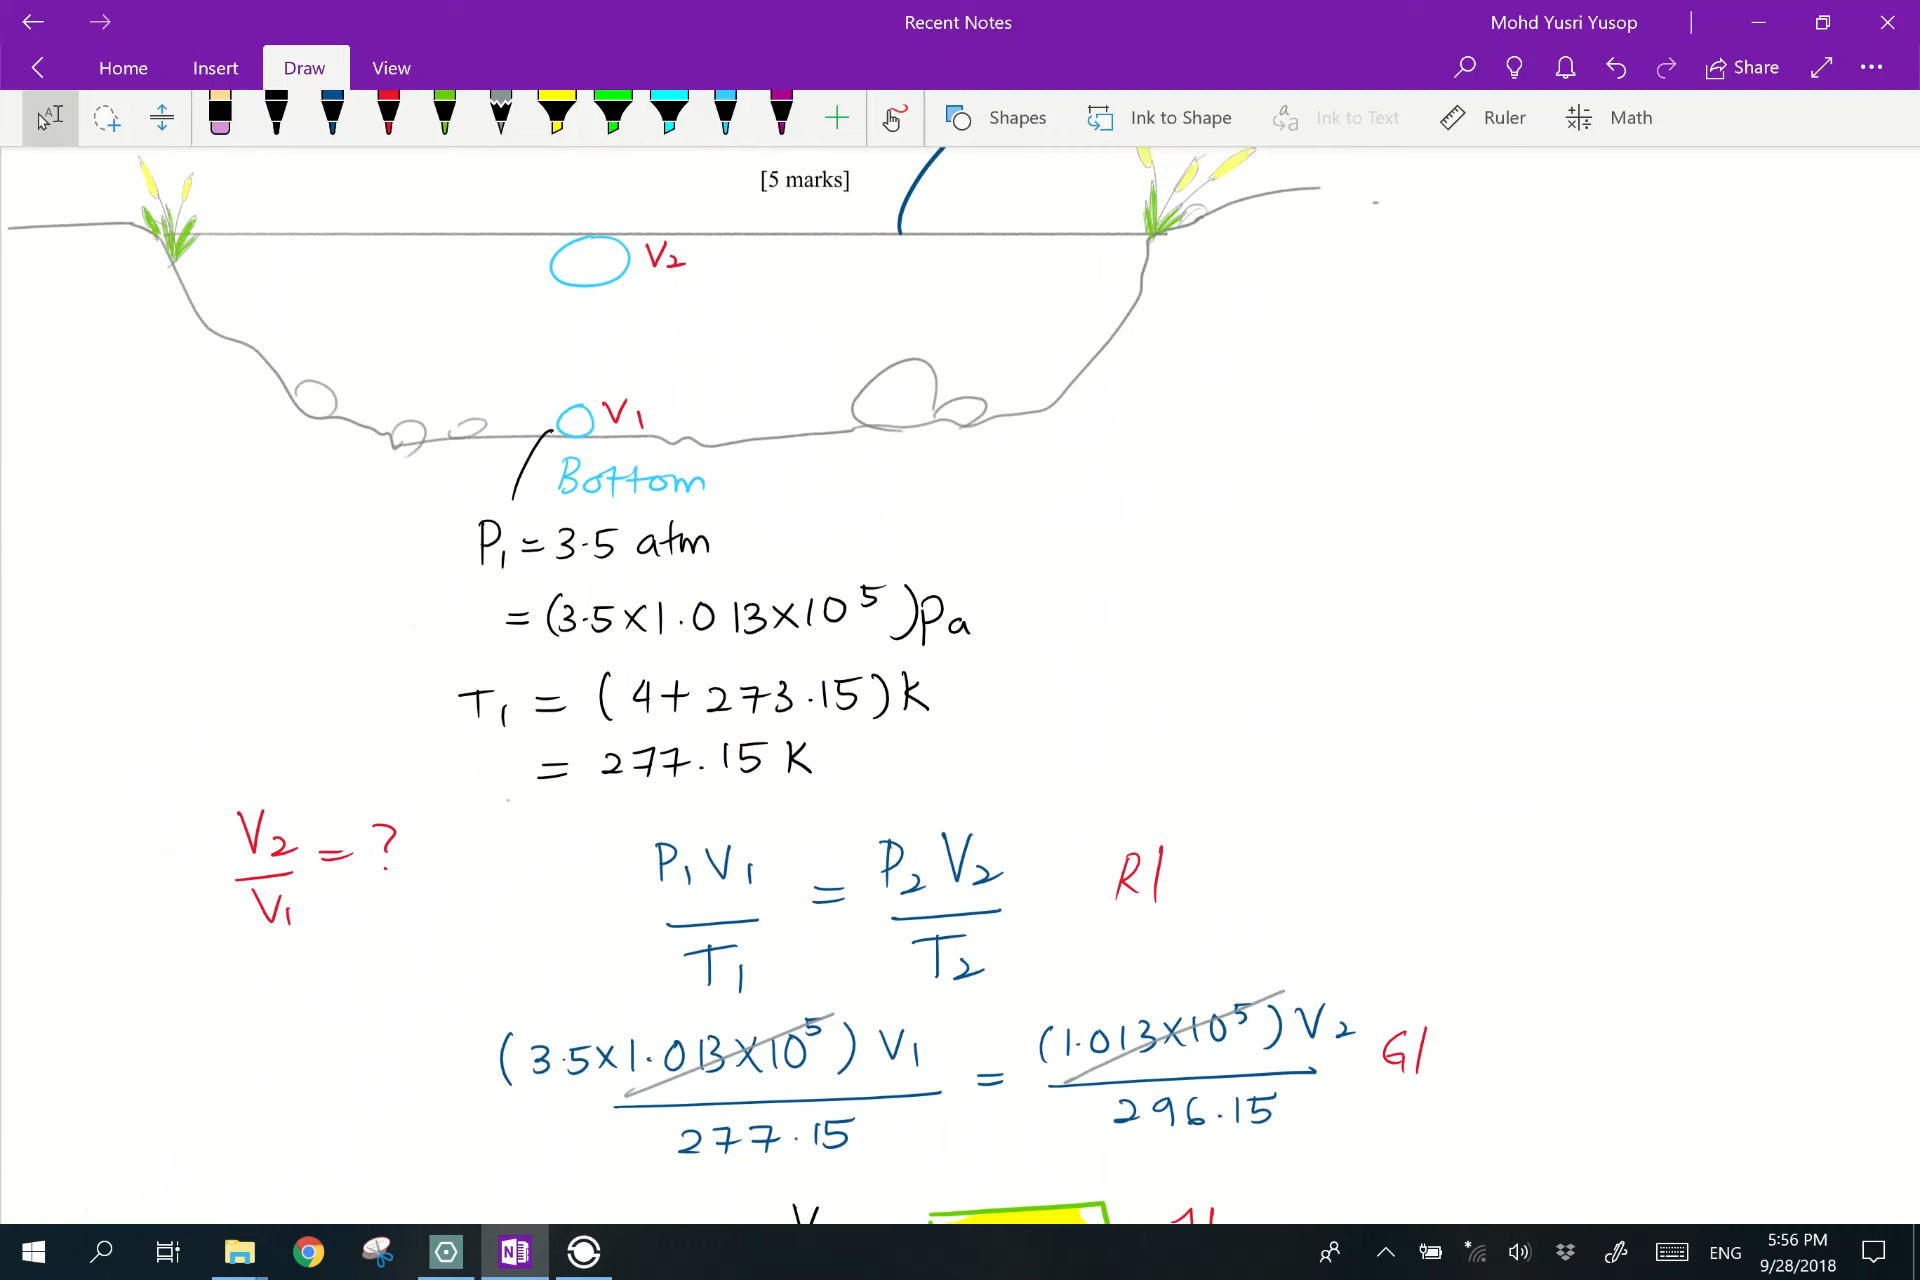 Recent Notes
Mohd Yusri Yusop
Home Insert Draw View
Share
Shapes Ink to Shape Ink to Text Ruler Math
[5 marks]
V2
V1
Bottom
P1 = 3.5 atm
= (3.5×1.013×10⁵)Pa
T1 = (4+273.15)K
= 277.15 K
V2/V1 = ?
P1V1/T1 = P2V2/T2 R1
(3.5×1.013×10⁵)V1/277.15 = (1.013×10⁵)V2/296.15 G1
ENG
5:56 PM
9/28/2018